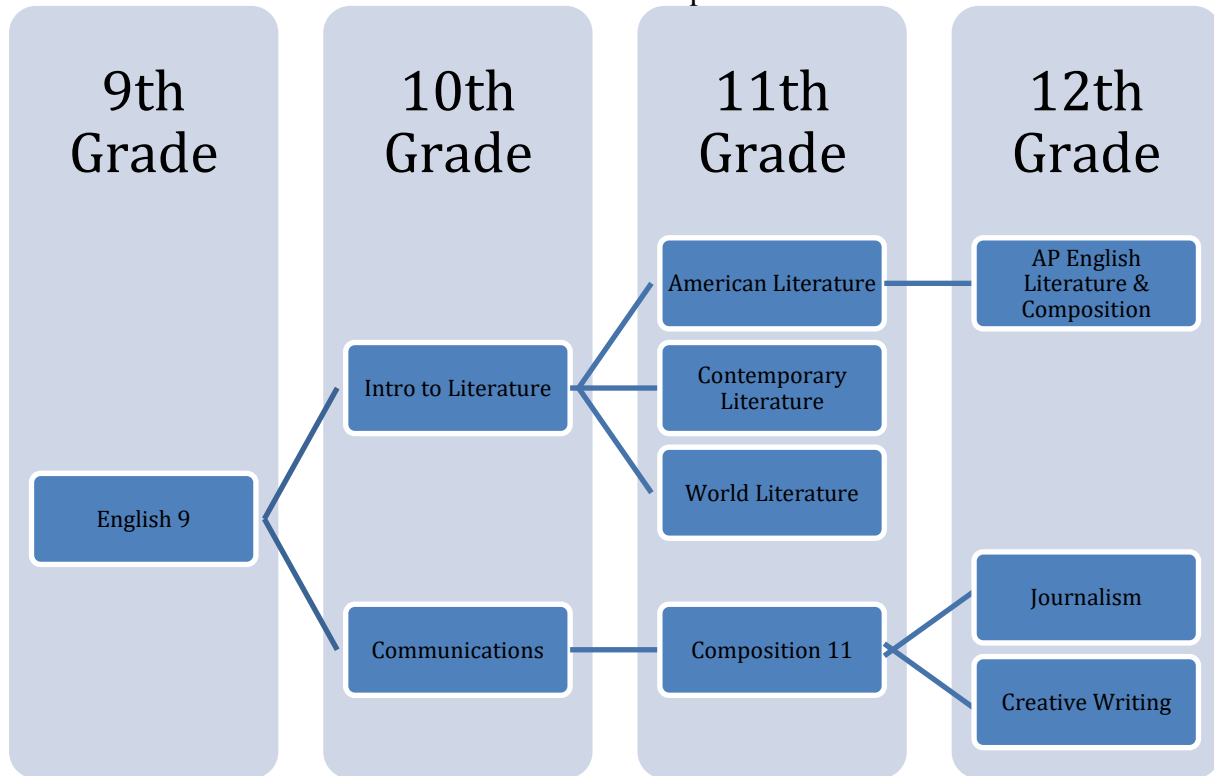 9th
Grade
10th
Grade
11th
Grade
12th
Grade
English 9
Intro to Literature
Communications
American Literature
Contemporary
Literature
World Literature
Composition 11
AP English
Literature &
Composition
Journalism
Creative Writing